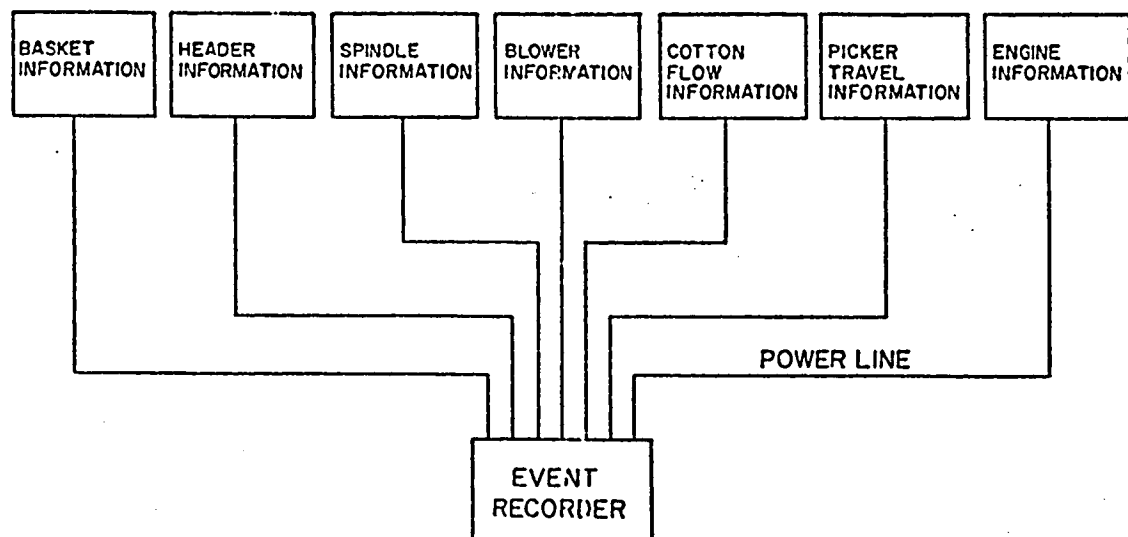 BASKET
INFORMATION
HEADER
INFORMATION
SPINDLE
INFORMATION
BLOWER
INFORMATION
COTTON
FLOW
INFORMATION
PICKER
TRAVEL
INFORMATION
ENGINE
INFORMATION
POWER LINE
EVENT
RECORDER